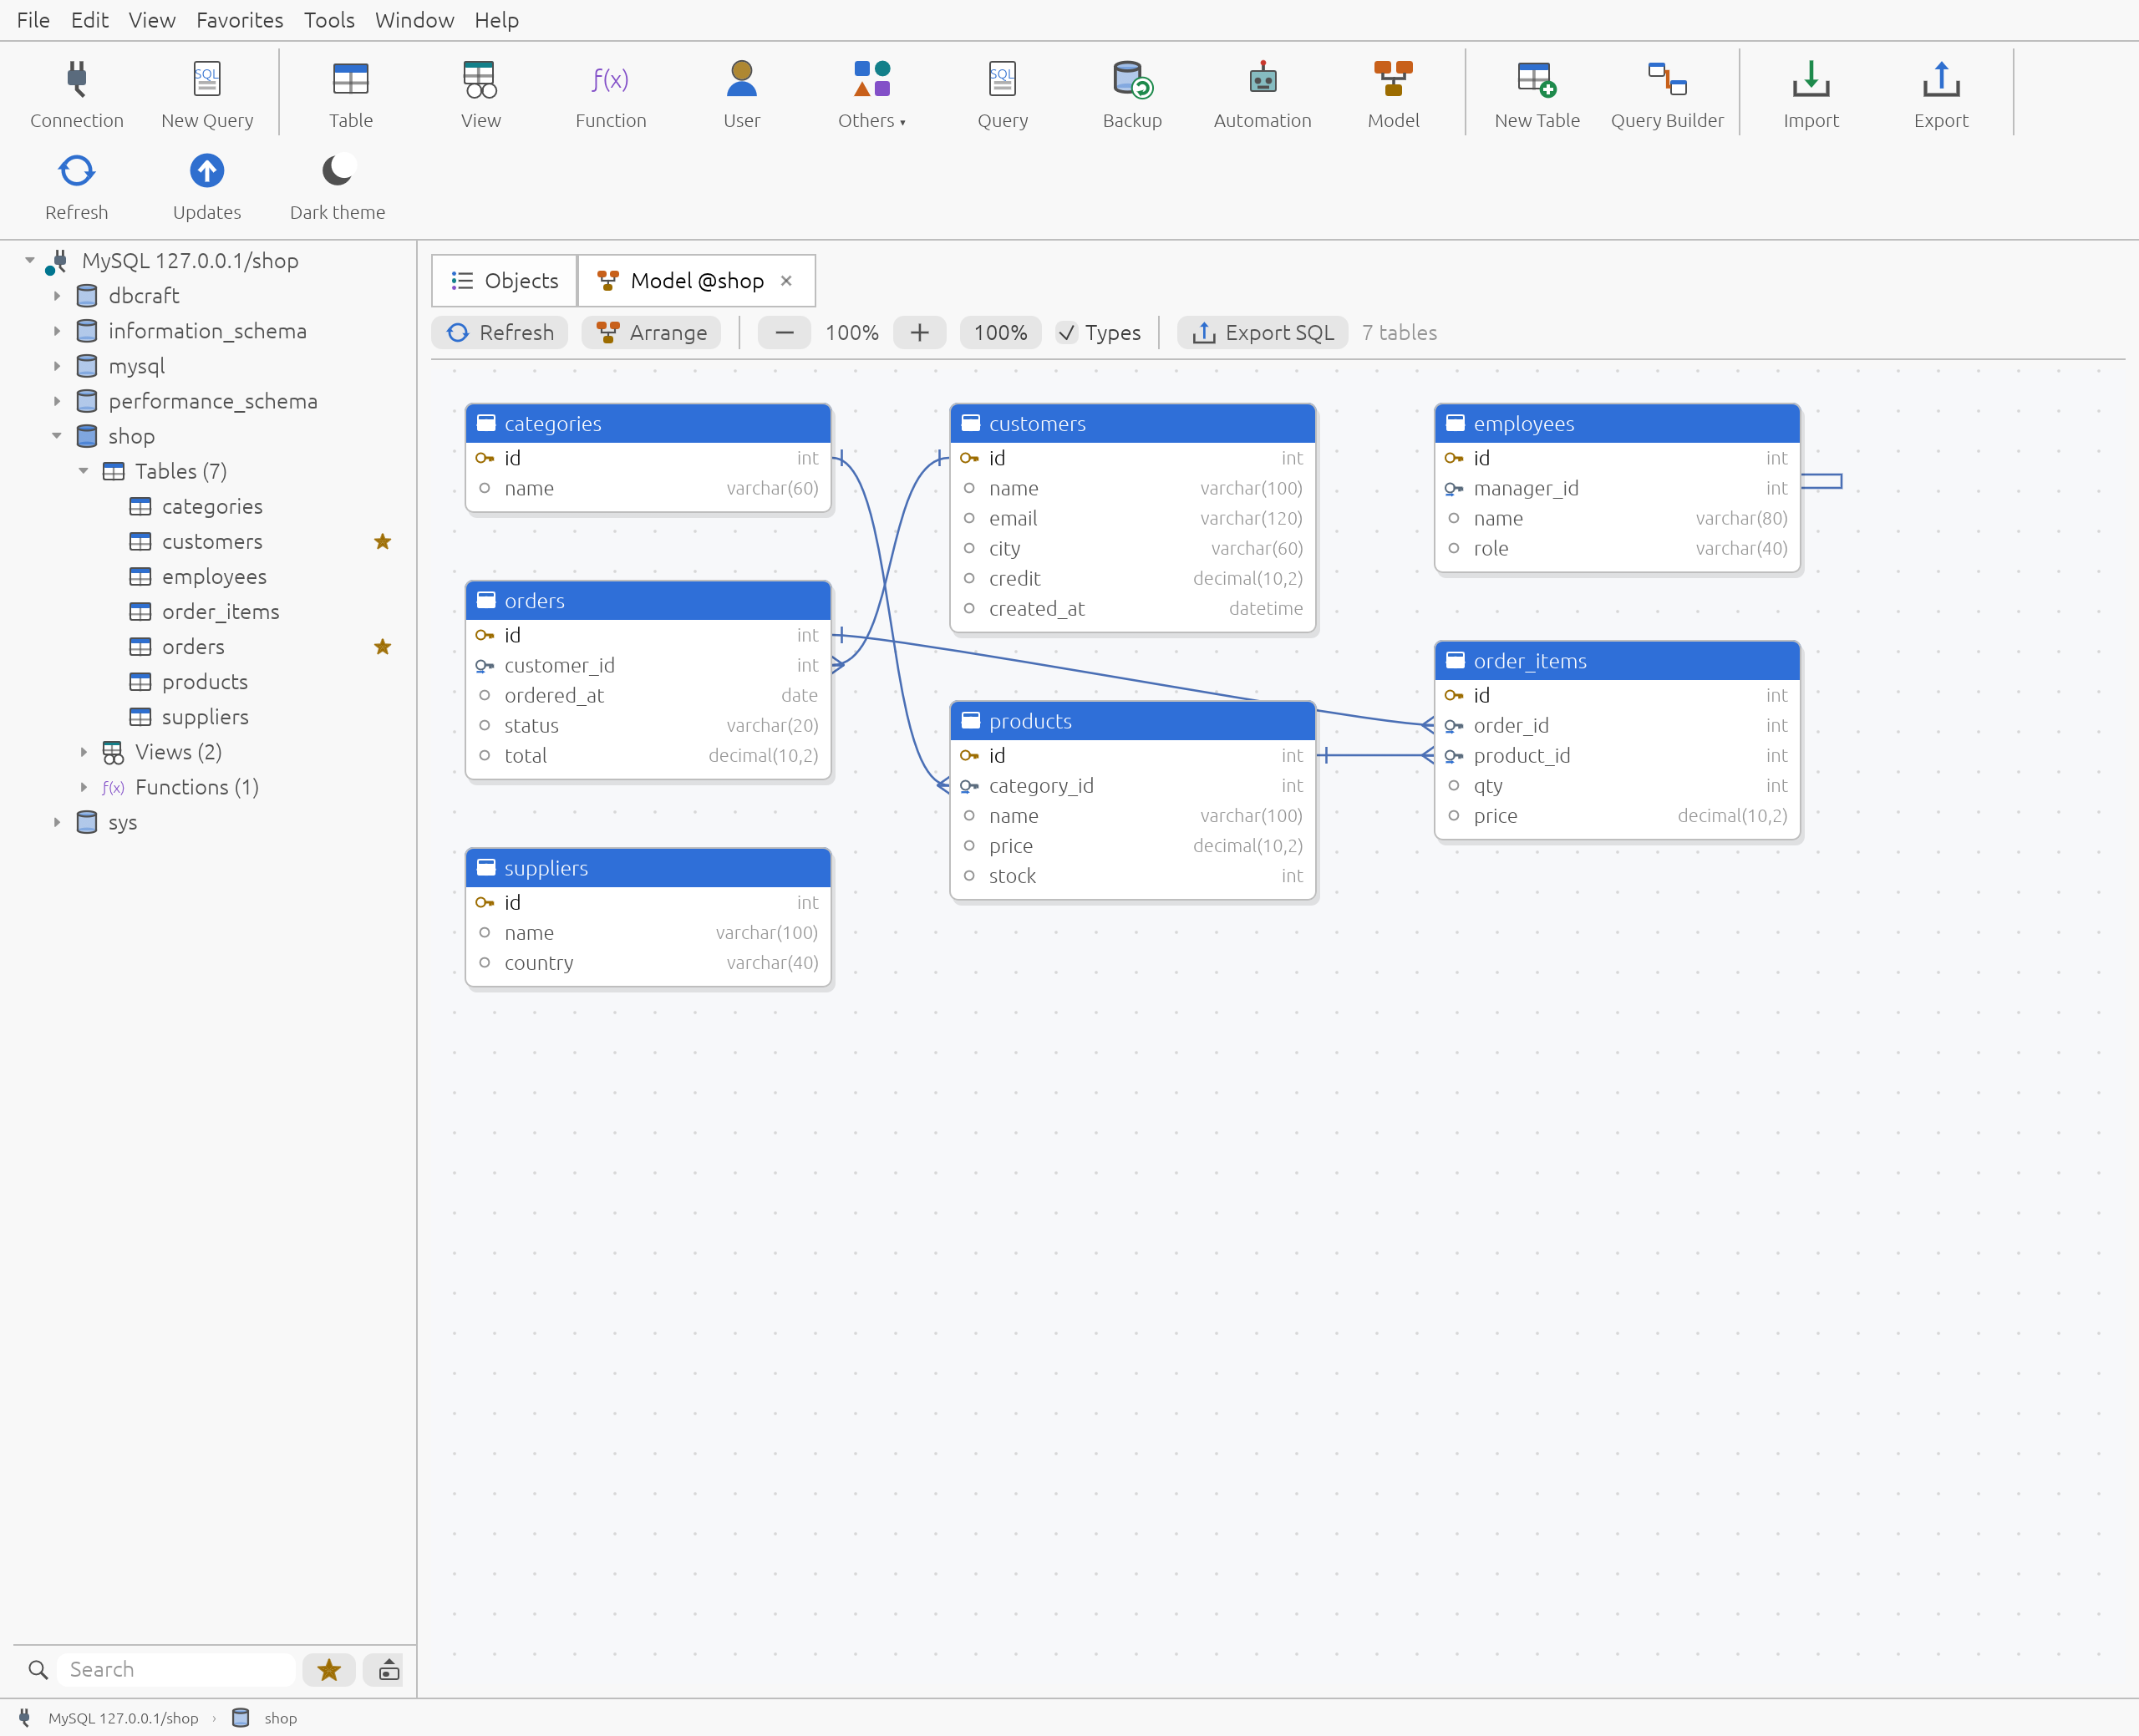 File Edit View Favorites Tools Window Help
Connection New Query Table View Function User Others ▾ Query Backup Automation Model New Table Query Builder Import Export
Refresh Updates Dark theme
MySQL 127.0.0.1/shop
dbcraft
information_schema
mysql
performance_schema
shop
Tables (7)
categories
customers
employees
order_items
orders
products
suppliers
Views (2)
Functions (1)
sys
Search
Objects Model @shop ×
Refresh Arrange — 100% + 100% Types Export SQL 7 tables
categories
id int
name varchar(60)
customers
id int
name varchar(100)
email varchar(120)
city varchar(60)
credit decimal(10,2)
created_at datetime
employees
id int
manager_id int
name varchar(80)
role varchar(40)
orders
id int
customer_id int
ordered_at date
status varchar(20)
total decimal(10,2)
products
id int
category_id int
name varchar(100)
price decimal(10,2)
stock int
order_items
id int
order_id int
product_id int
qty int
price decimal(10,2)
suppliers
id int
name varchar(100)
country varchar(40)
MySQL 127.0.0.1/shop › shop